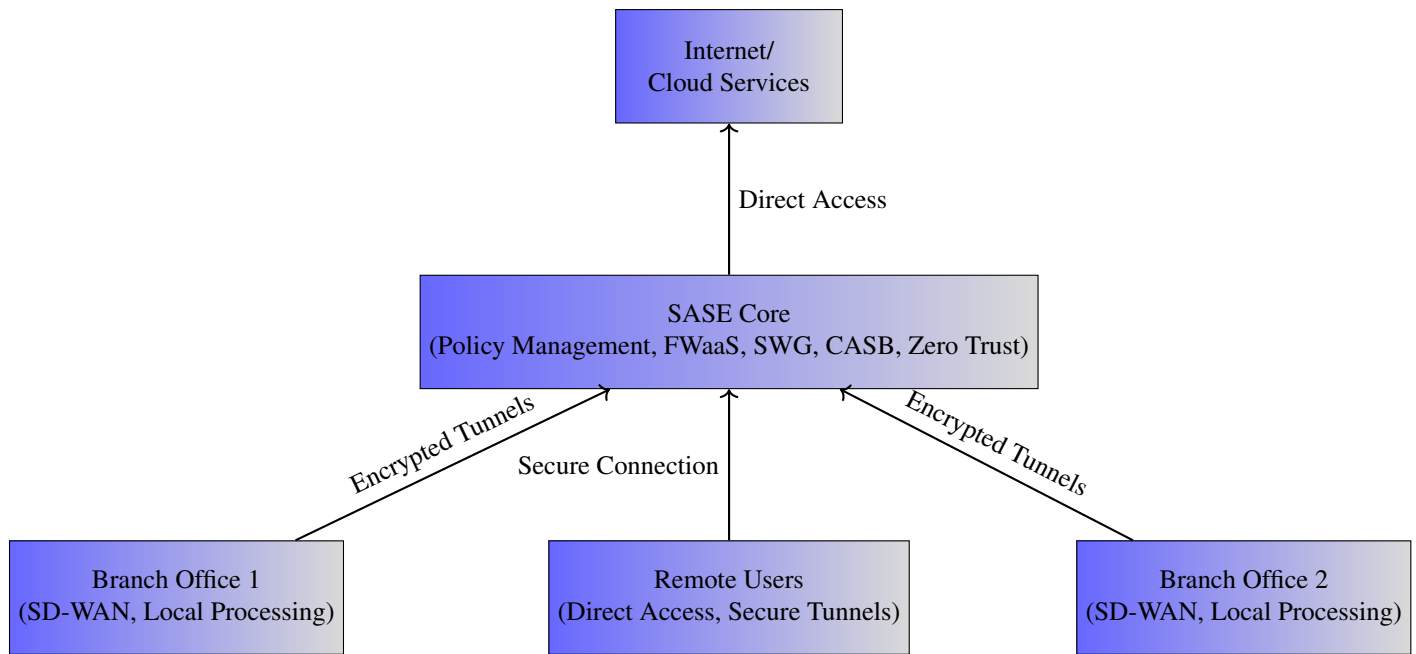 Internet/
Cloud Services
Direct Access
SASE Core
(Policy Management, FWaaS, SWG, CASB, Zero Trust)
Encrypted Tunnels
Secure Connection
Encrypted Tunnels
Branch Office 1
(SD-WAN, Local Processing)
Remote Users
(Direct Access, Secure Tunnels)
Branch Office 2
(SD-WAN, Local Processing)